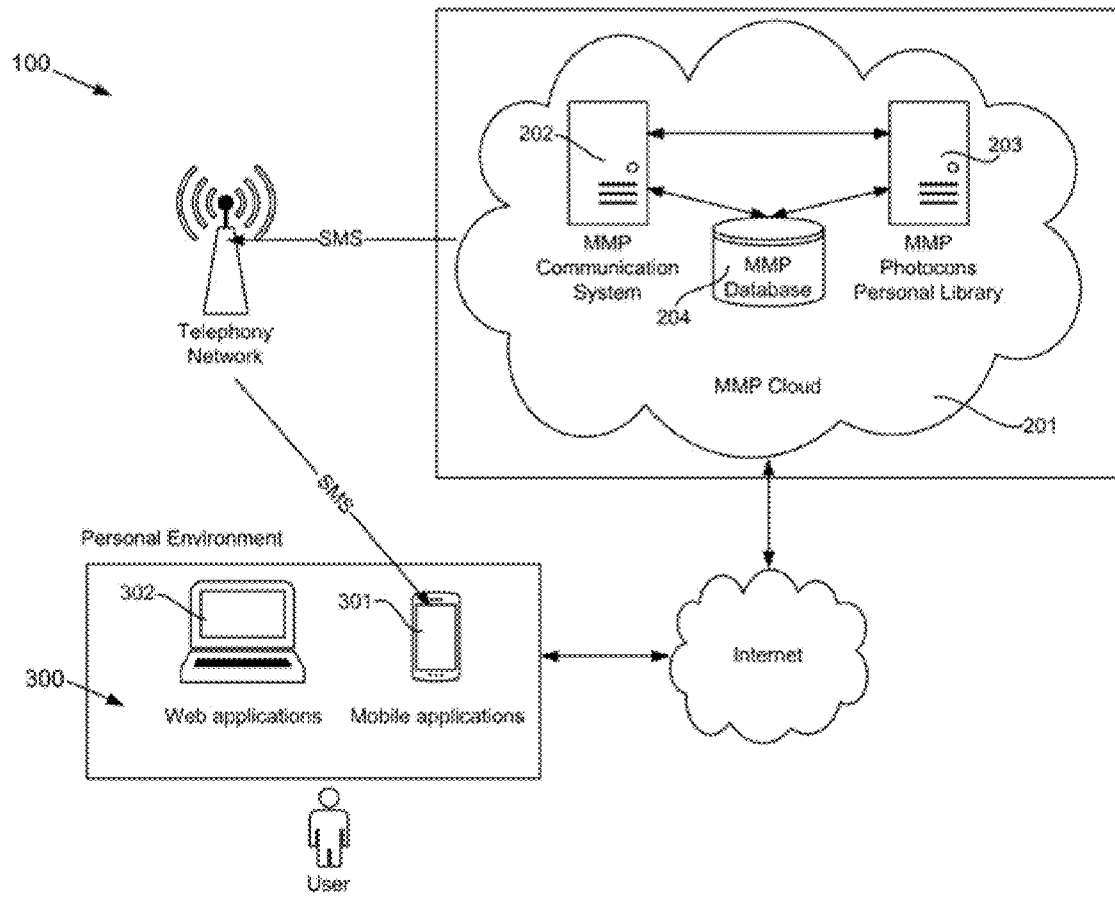 100
202
203
SMS
MMP
Communication
System
MMP
Database
204
MMP
Photocons
Personal Library
Telephony
Network
MMP Cloud
201
SMS
Personal Environment
302
301
Internet
300
Web applications
Mobile applications
User